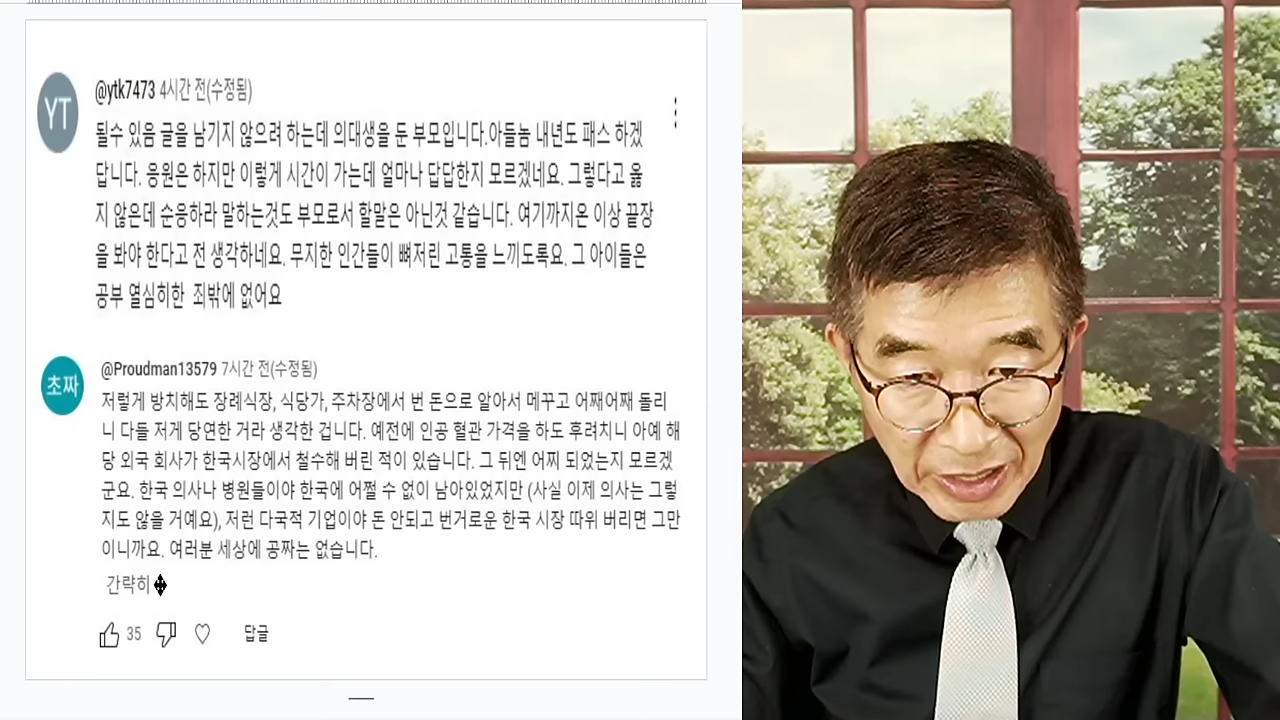 YT
@ytk7473 4시간 전(수정됨)
될수 있음 글을 남기지 않으려 하는데 의대생을 둔 부모입니다.아들놈 내년도 패스 하겠
답니다. 응원은 하지만 이렇게 시간이 가는데 얼마나 답답한지 모르겠네요. 그렇다고 옳
지 않은데 순응하라 말하는것도 부모로서 할말은 아닌것 같습니다. 여기까지온 이상 끝장
을 봐야 한다고 전 생각하네요. 무지한 인간들이 뼈저린 고통을 느끼도록요. 그 아이들은
공부 열심히한 죄밖에 없어요
초짜
@Proudman13579 7시간 전(수정됨)
저렇게 방치해도 장례식장, 식당가, 주차장에서 번 돈으로 알아서 메꾸고 어째어째 돌리
니 다들 저게 당연한 거라 생각한 겁니다. 예전에 인공 혈관 가격을 하도 후려치니 아예 해
당 외국 회사가 한국시장에서 철수해 버린 적이 있습니다. 그 뒤엔 어찌 되었는지 모르겠
군요. 한국 의사나 병원들이야 한국에 어쩔 수 없이 남아있었지만 (사실 이제 의사는 그렇
지도 않을 거예요), 저런 다국적 기업이야 돈 안되고 번거로운 한국 시장 따위 버리면 그만
이니까요. 여러분 세상에 공짜는 없습니다.
간략히
35 답글